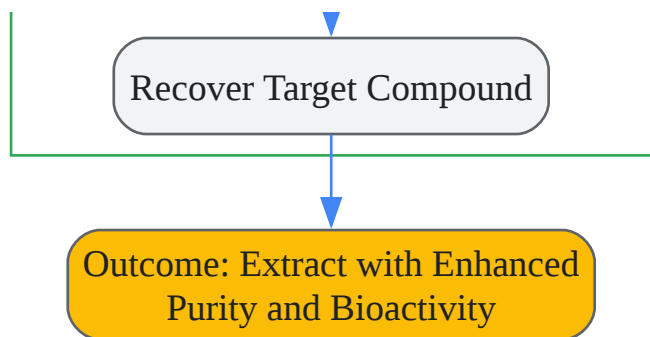 Recover Target Compound
Outcome: Extract with Enhanced
Purity and Bioactivity